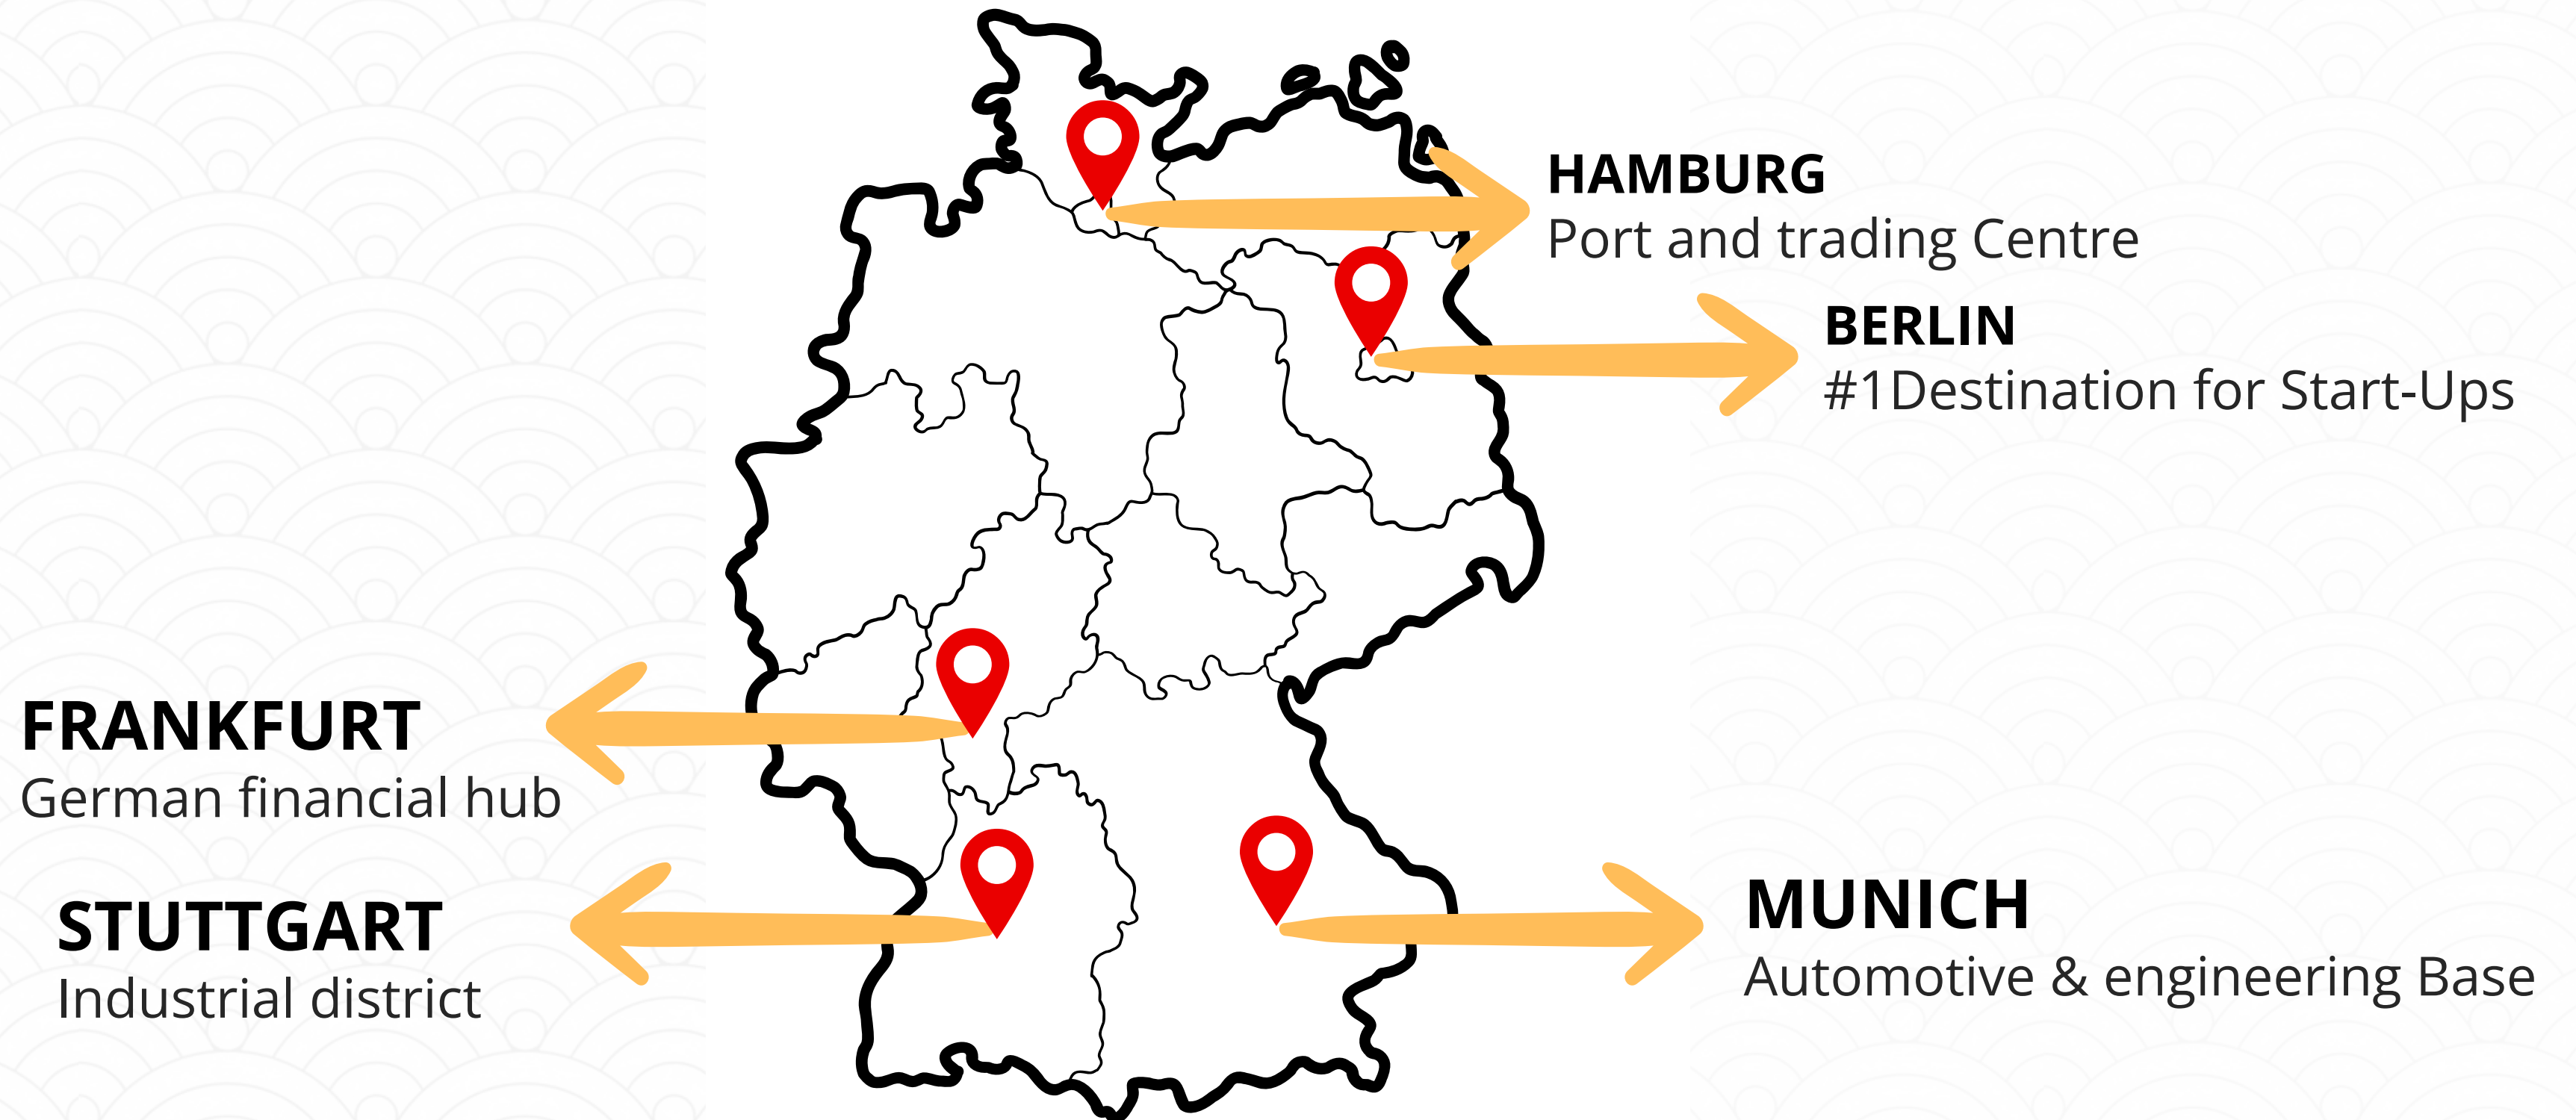 HAMBURG
Port and trading Centre
BERLIN
#1Destination for Start-Ups
FRANKFURT
German financial hub
STUTTGART
Industrial district
MUNICH
Automotive & engineering Base